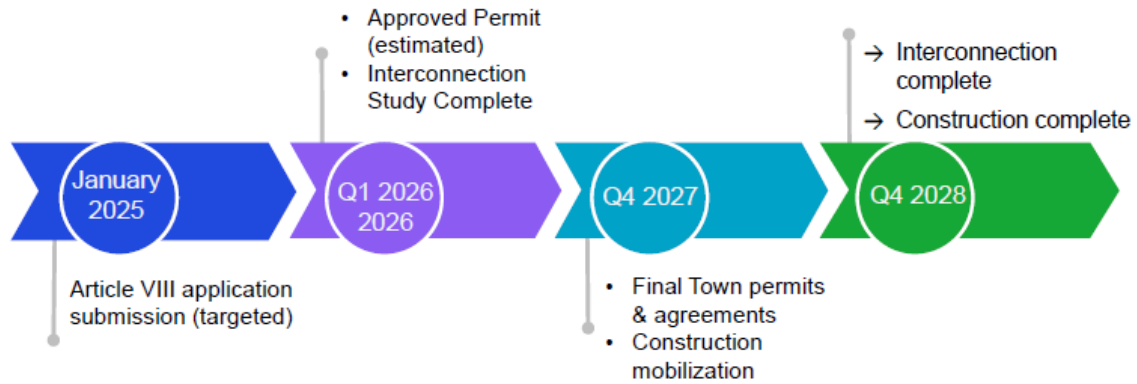 • Approved Permit
(estimated)
• Interconnection
Study Complete
→ Interconnection
complete
→ Construction complete
January
2025
Q1 2026
2026
Q4 2027
Q4 2028
Article VIII application
submission (targeted)
• Final Town permits
& agreements
• Construction
mobilization